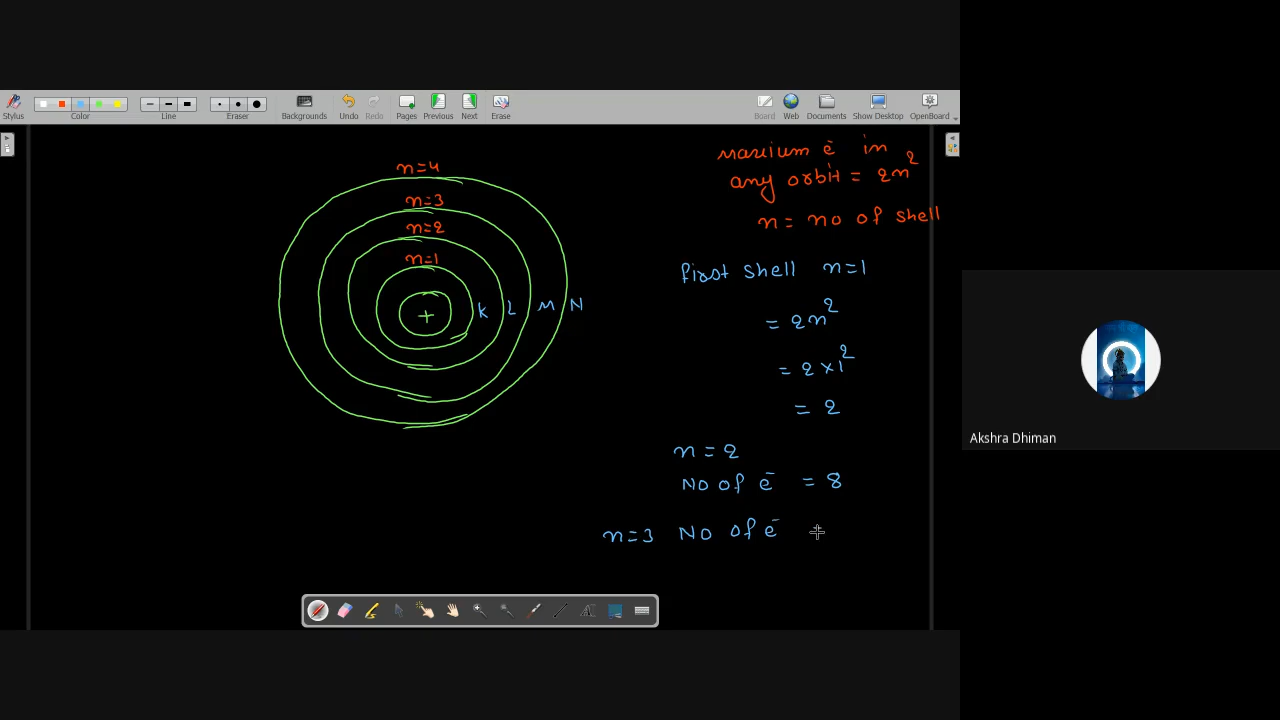 Stylus Color Line Eraser Backgrounds Undo Redo Pages Previous Next Erase Board Web Documents Show Desktop OpenBoard
n=4
n=3
n=2
n=1
+
K L M N
maxium e⁻ in
any orbit = 2n²
n = no of shell
first shell n=1
= 2n²
= 2×1²
= 2
n = 2
No of e⁻ = 8
n=3 No of e⁻
Akshra Dhiman